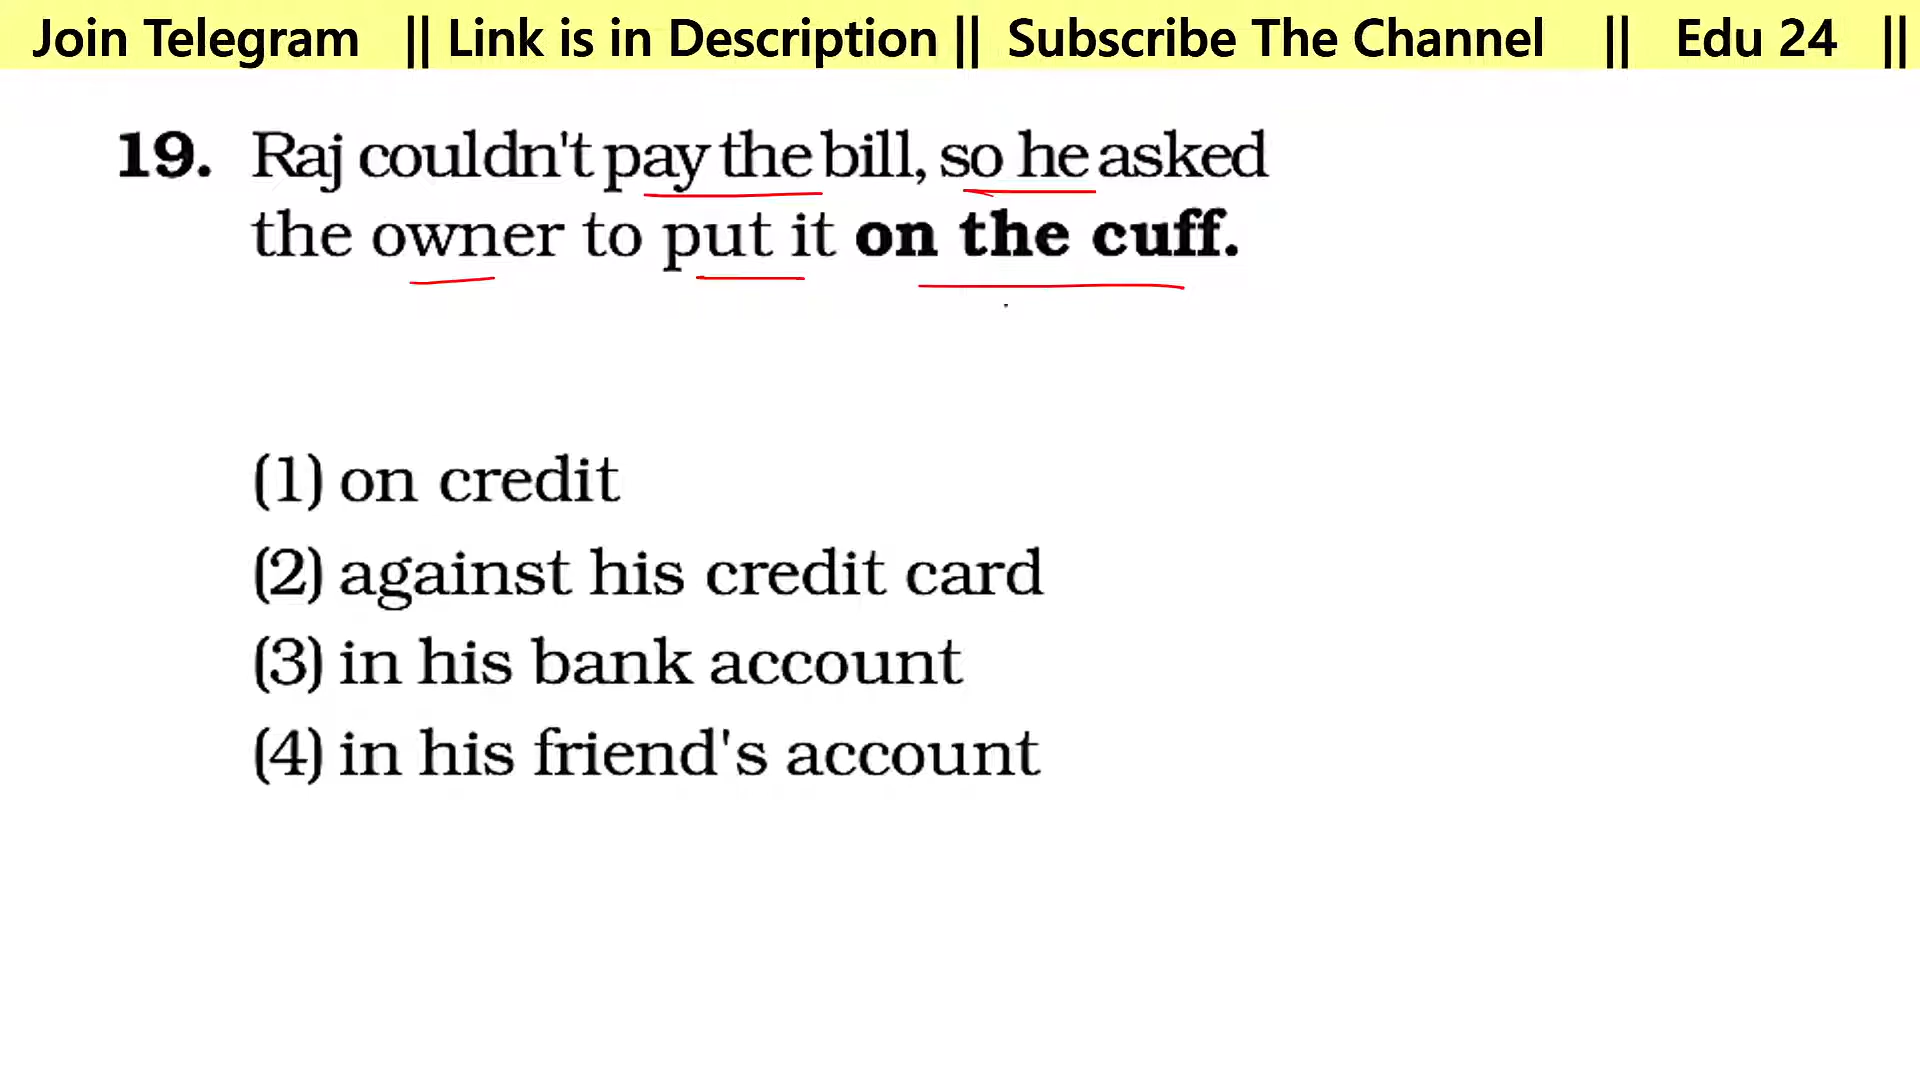 Join Telegram || Link is in Description || Subscribe The Channel || Edu 24 ||
19. Raj couldn't pay the bill, so he asked
the owner to put it on the cuff.
(1) on credit
(2) against his credit card
(3) in his bank account
(4) in his friend's account